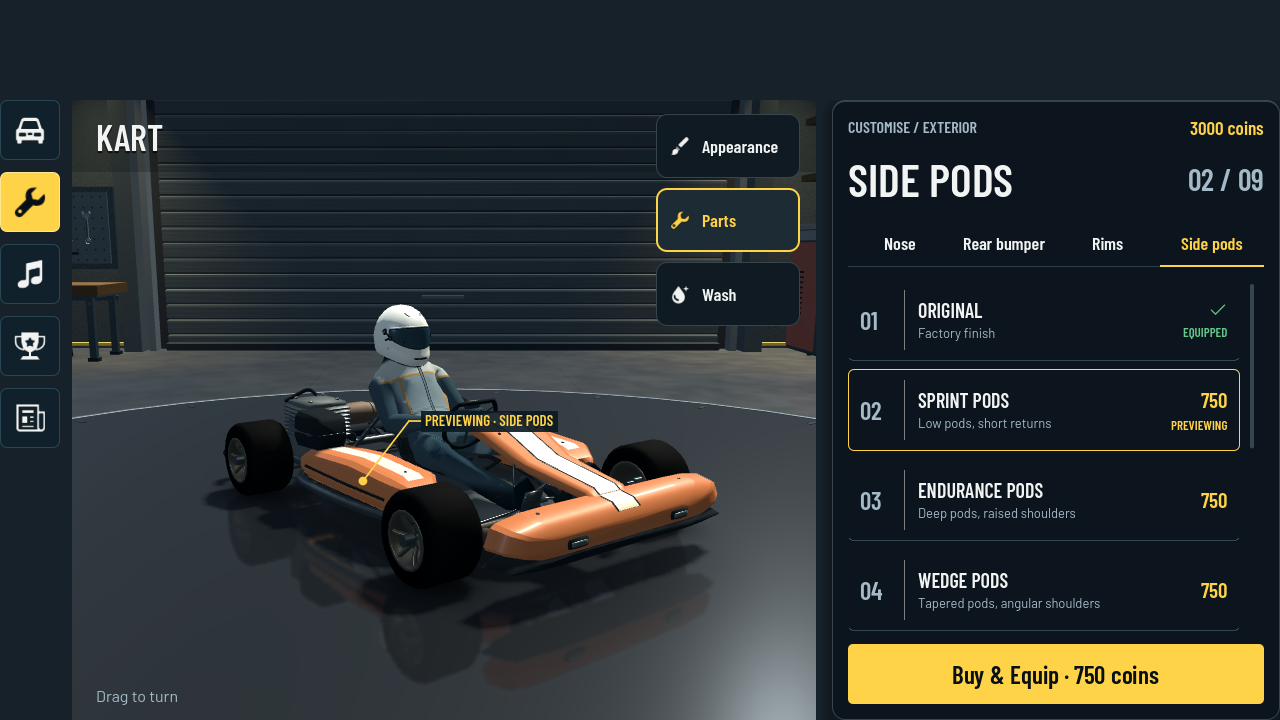 KART
Appearance
Parts
Wash
PREVIEWING · SIDE PODS
Drag to turn
CUSTOMISE / EXTERIOR
3000 coins
SIDE PODS
02 / 09
Nose
Rear bumper
Rims
Side pods
01
ORIGINAL
Factory finish
EQUIPPED
02
SPRINT PODS
Low pods, short returns
750
PREVIEWING
03
ENDURANCE PODS
Deep pods, raised shoulders
750
04
WEDGE PODS
Tapered pods, angular shoulders
750
Buy & Equip · 750 coins